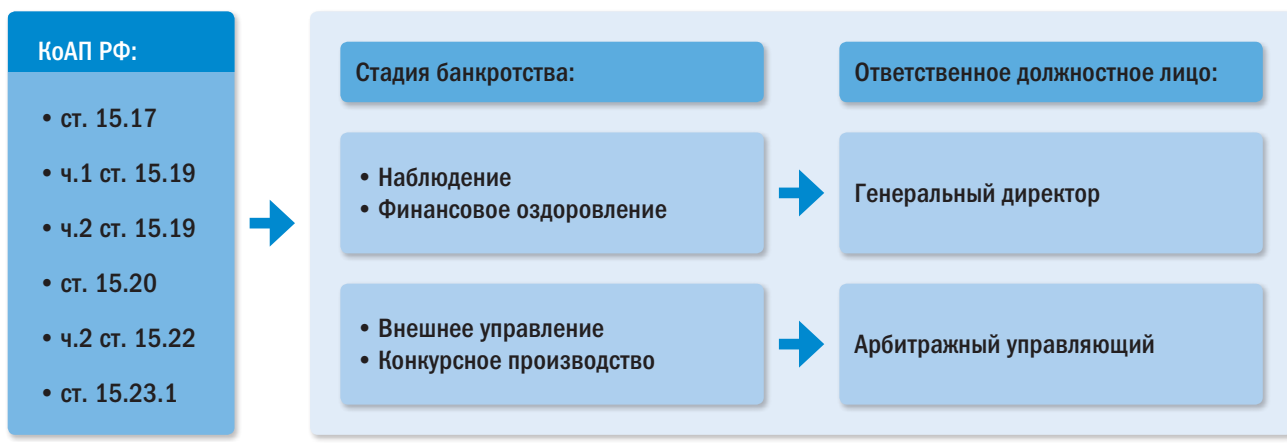 КоАП РФ:
• ст. 15.17
• ч.1 ст. 15.19
• ч.2 ст. 15.19
• ст. 15.20
• ч.2 ст. 15.22
• ст. 15.23.1
Стадия банкротства:
Ответственное должностное лицо:
• Наблюдение
• Финансовое оздоровление
Генеральный директор
• Внешнее управление
• Конкурсное производство
Арбитражный управляющий